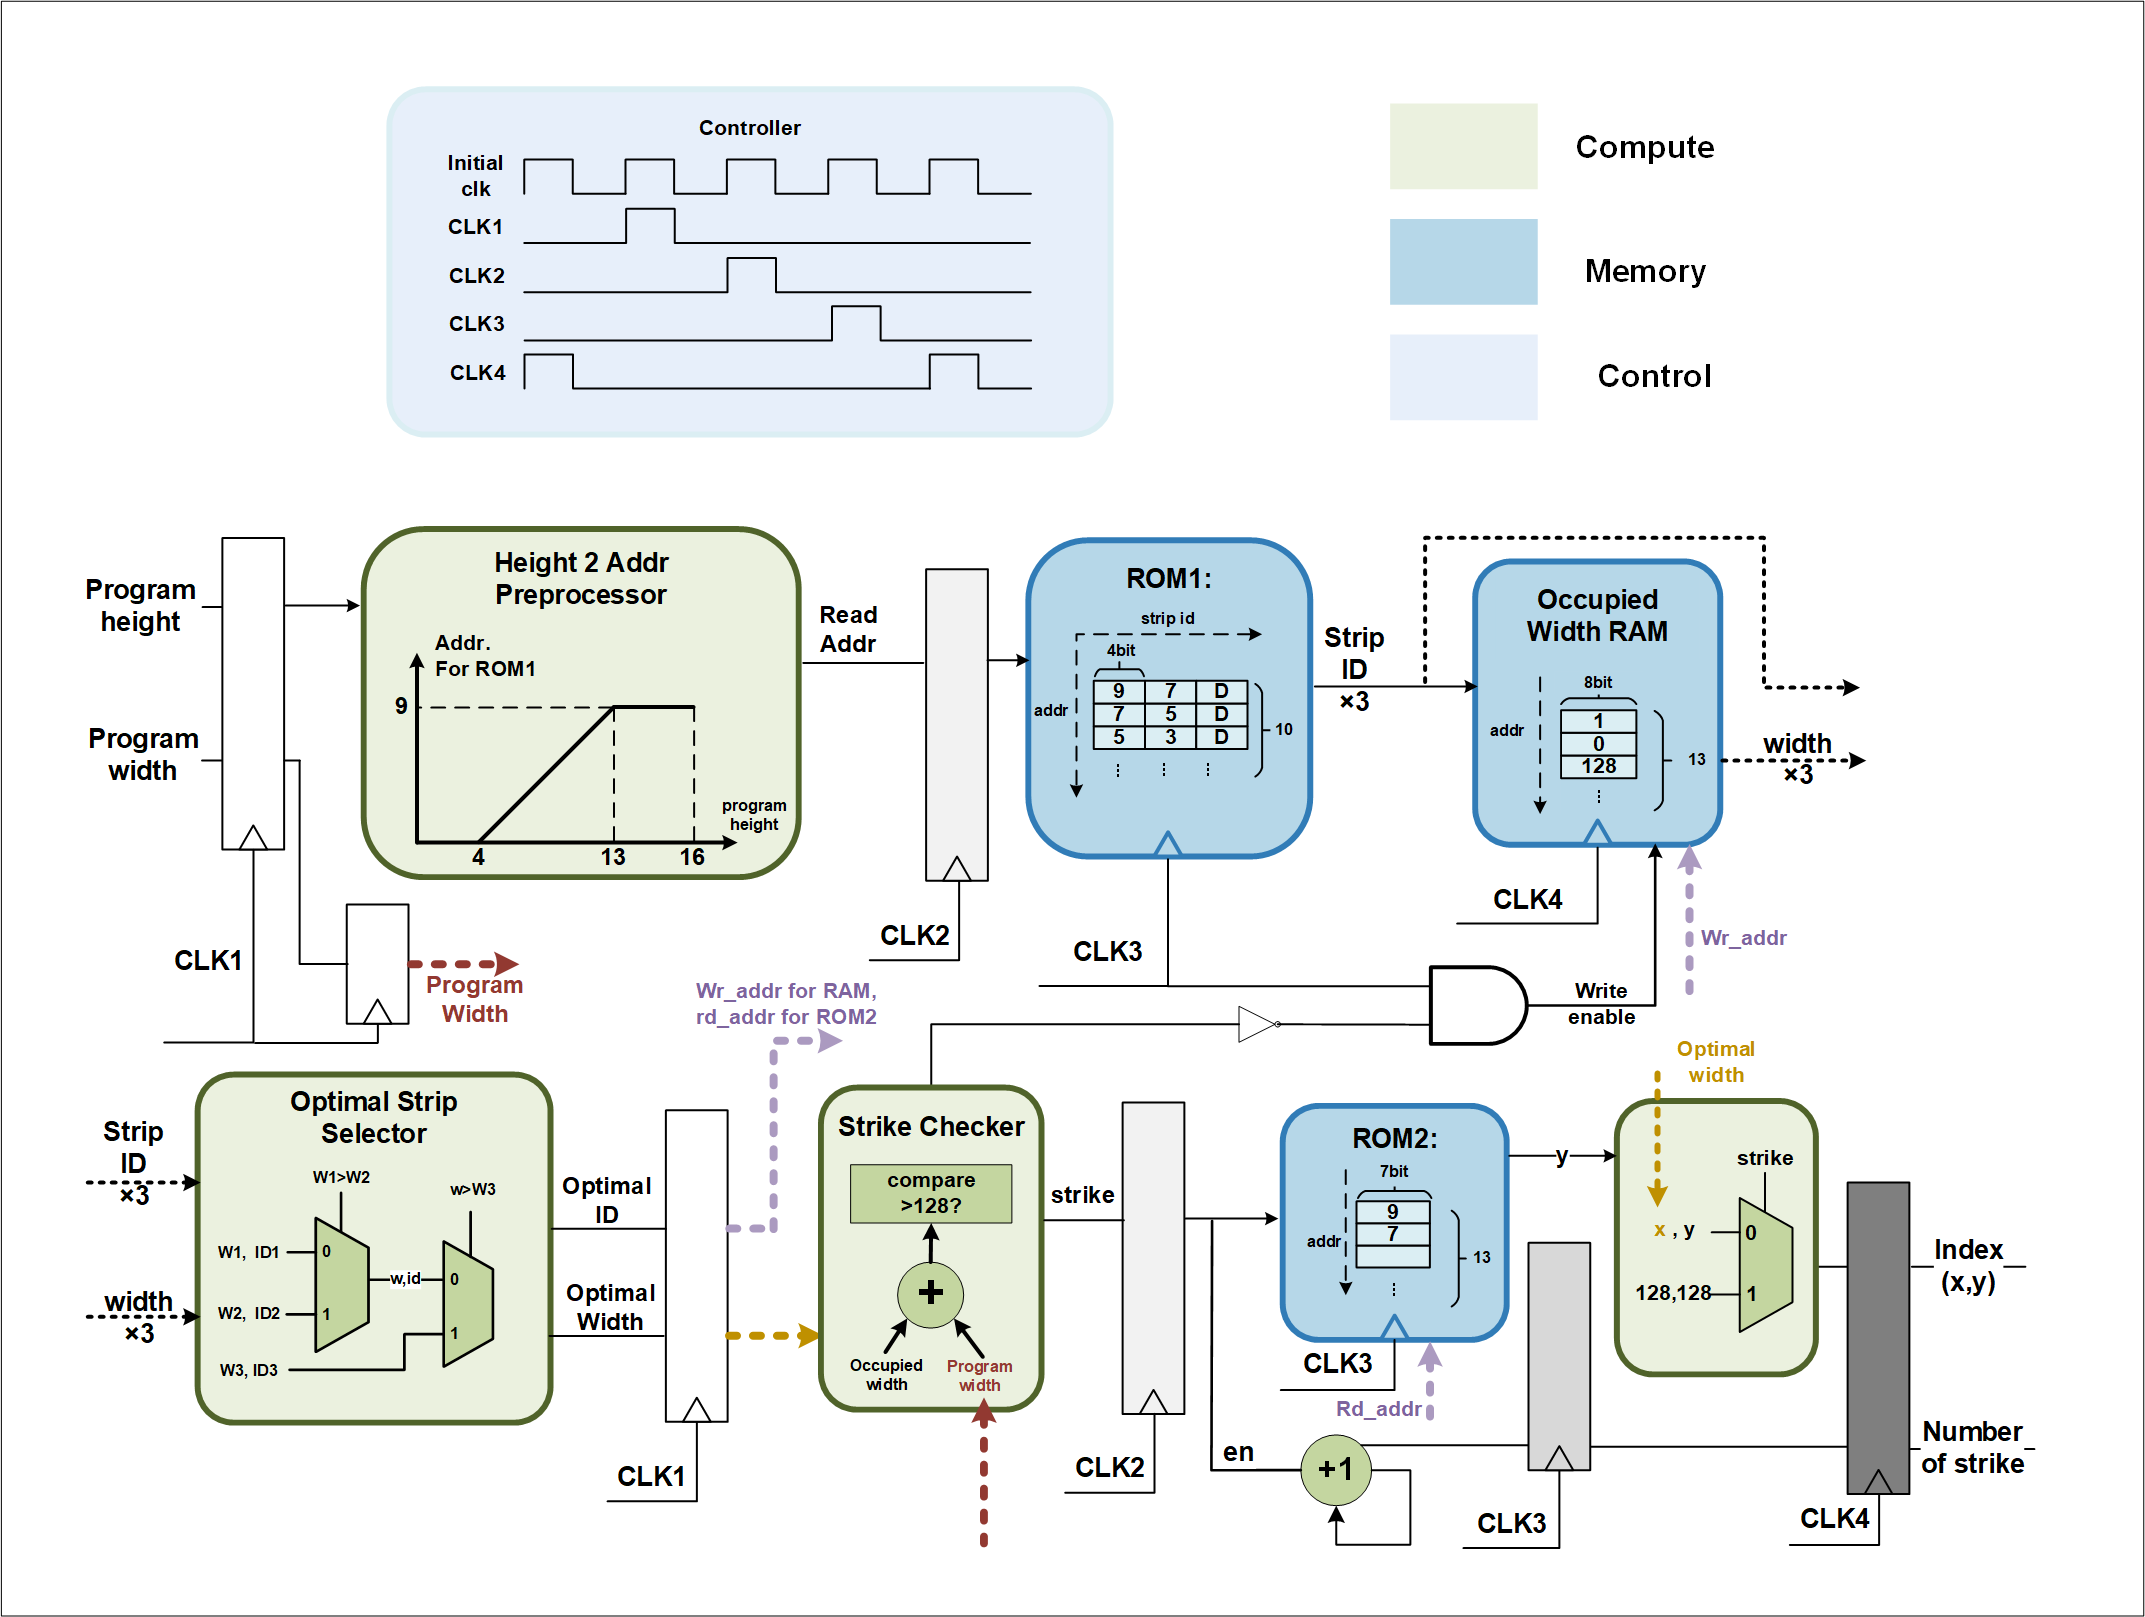 Controller
Initial
clk
CLK1
CLK2
CLK3
CLK4
Compute
Memory
Control
Program
height
Program
width
CLK1
Program
Width
Height 2 Addr
Preprocessor
Addr.
For ROM1
9
4
13
16
program
height
Read
Addr
CLK2
ROM1:
strip id
4bit
addr
9 7 D
7 5 D
5 3 D
10
CLK3
Strip
ID
×3
Occupied
Width RAM
8bit
addr
1
0
128
13
width
×3
CLK4
Wr_addr
Write
enable
Wr_addr for RAM,
rd_addr for ROM2
Strip
ID
×3
width
×3
Optimal Strip
Selector
W1>W2
w>W3
W1, ID1
0
W2, ID2
1
w,id
0
1
W3, ID3
Optimal
ID
Optimal
Width
CLK1
Strike Checker
compare
>128?
+
Occupied
width
Program
width
strike
CLK2
en
+1
ROM2:
7bit
addr
9
7
13
CLK3
Rd_addr
y
CLK3
Optimal
width
strike
x , y
0
128,128
1
CLK4
Index
(x,y)
Number
of strike